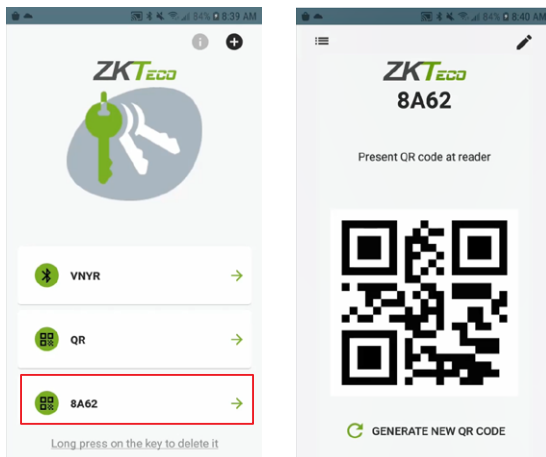 84% 8:39 AM
ZKTECO
VNYR
QR
8A62
Long press on the key to delete it
84% 8:40 AM
ZKTECO
8A62
Present QR code at reader
GENERATE NEW QR CODE